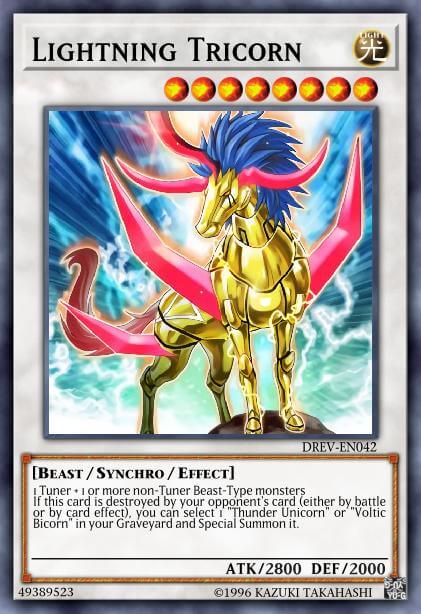 LIGHTNING TRICORN
LIGHT
光
DREV-EN042
[BEAST / SYNCHRO / EFFECT]
1 Tuner + 1 or more non-Tuner Beast-Type monsters
If this card is destroyed by your opponent's card (either by battle
or by card effect), you can select 1 "Thunder Unicorn" or "Voltic
Bicorn" in your Graveyard and Special Summon it.
ATK/2800 DEF/2000
49389523
©1996 KAZUKI TAKAHASHI